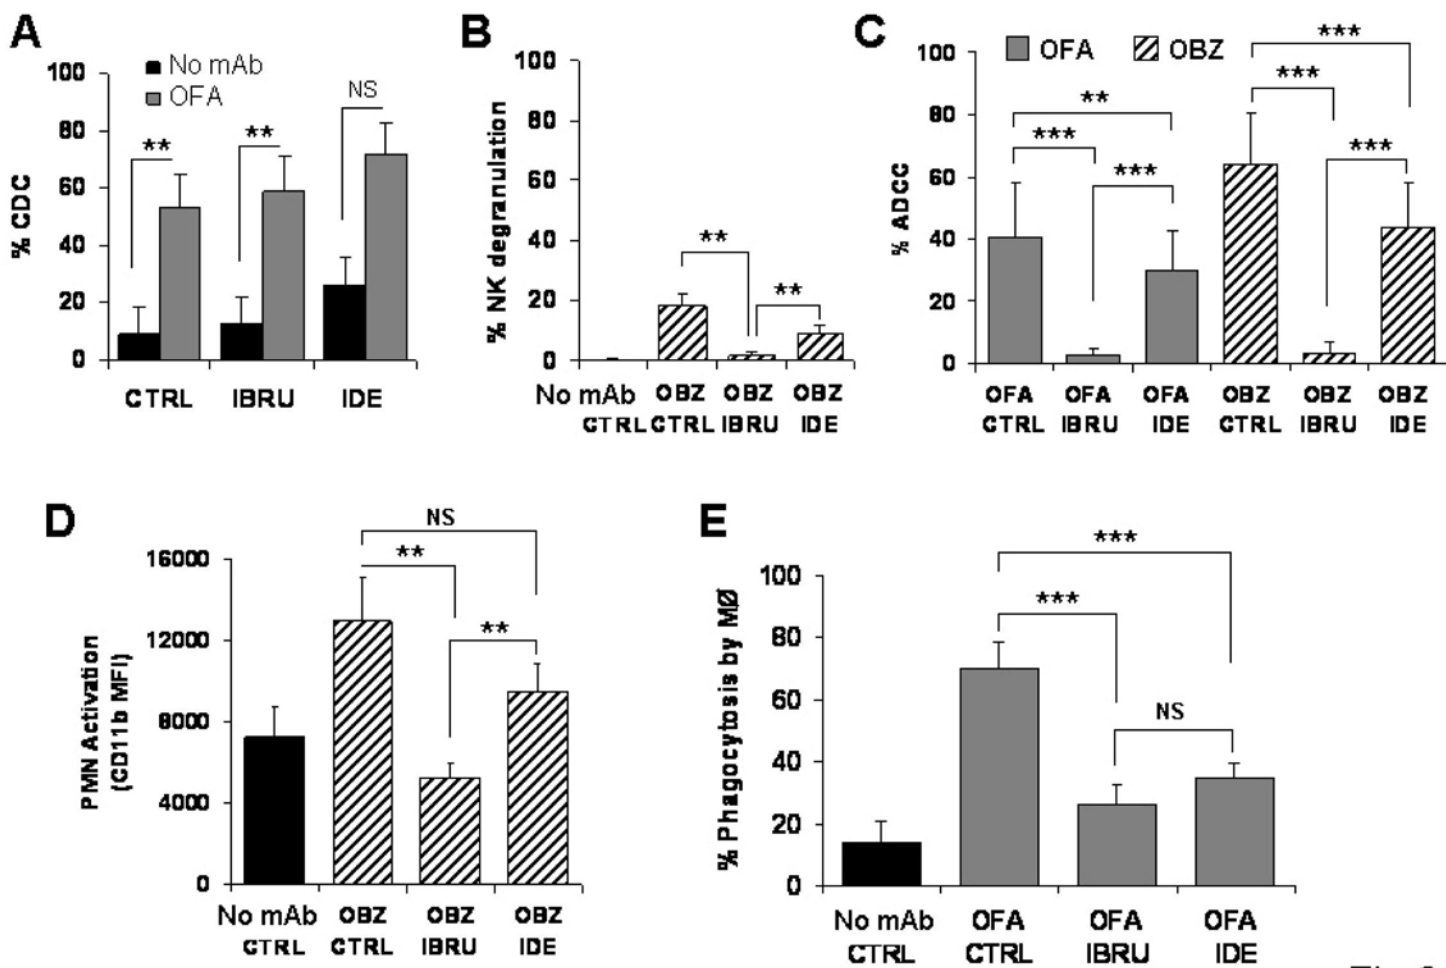 A
No mAb
OFA
% CDC
100
80
60
40
20
0
**
**
NS
CTRL IBRU IDE
B
% NK degranulation
100
80
60
40
20
0
**
**
No mAb OBZ OBZ OBZ
CTRL CTRL IBRU IDE
C
OFA OBZ
% ADCC
100
80
60
40
20
0
***
***
**
***
***
***
OFA OFA OFA OBZ OBZ OBZ
CTRL IBRU IDE CTRL IBRU IDE
D
PMN Activation
(CD11b MFI)
16000
12000
8000
4000
0
NS
**
**
No mAb OBZ OBZ OBZ
CTRL CTRL IBRU IDE
E
% Phagocytosis by MØ
100
80
60
40
20
0
***
***
NS
No mAb OFA OFA OFA
CTRL CTRL IBRU IDE